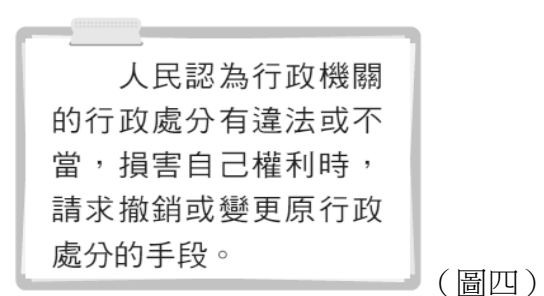 人民認為行政機關
的行政處分有違法或不
當，損害自己權利時，
請求撤銷或變更原行政
處分的手段。
（圖四）